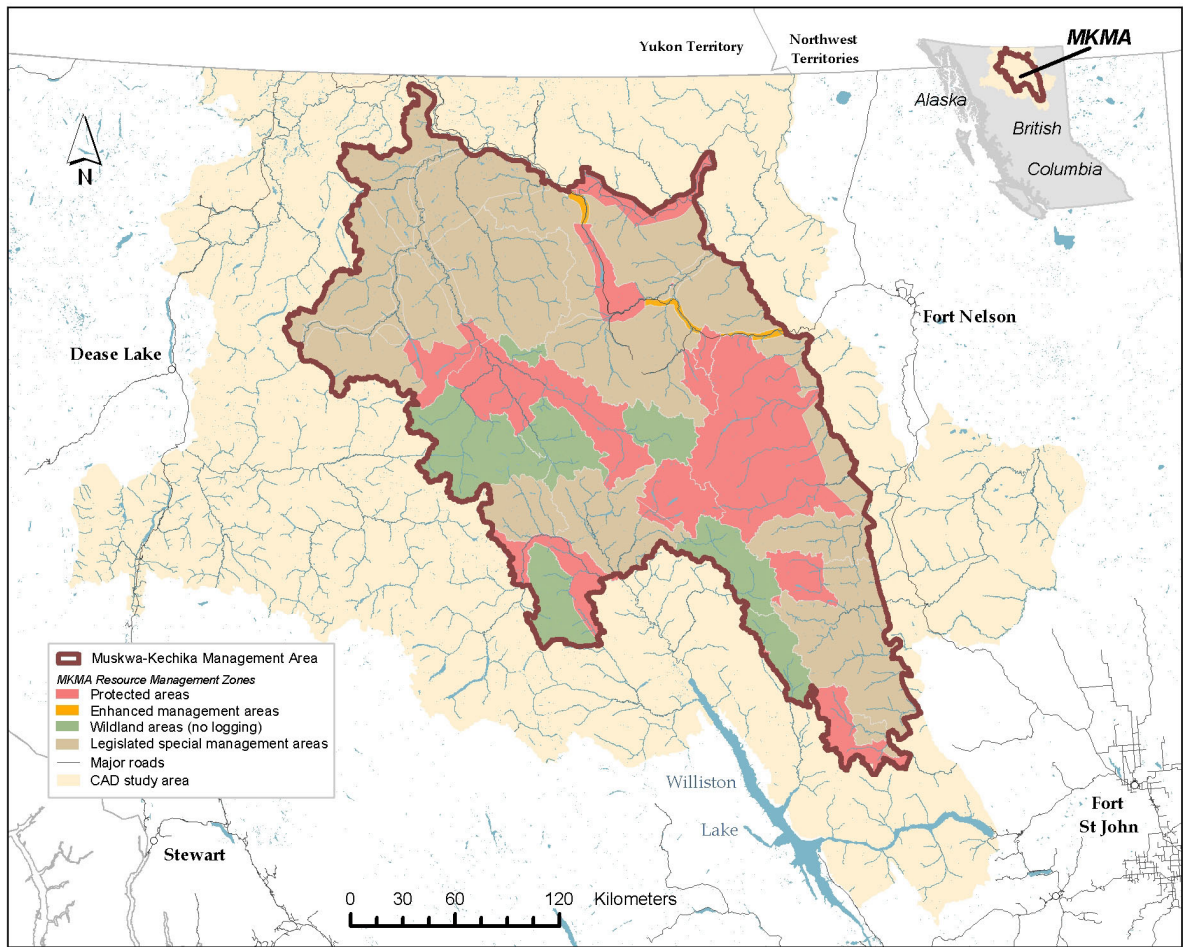 Yukon Territory
Northwest
Territories
MKMA
Alaska
British
Columbia
N
Dease Lake
Fort Nelson
Muskwa-Kechika Management Area
MKMA Resource Management Zones
Protected areas
Enhanced management areas
Wildland areas (no logging)
Legislated special management areas
Major roads
CAD study area
Williston
Lake
Fort
St John
Stewart
0 30 60 120 Kilometers